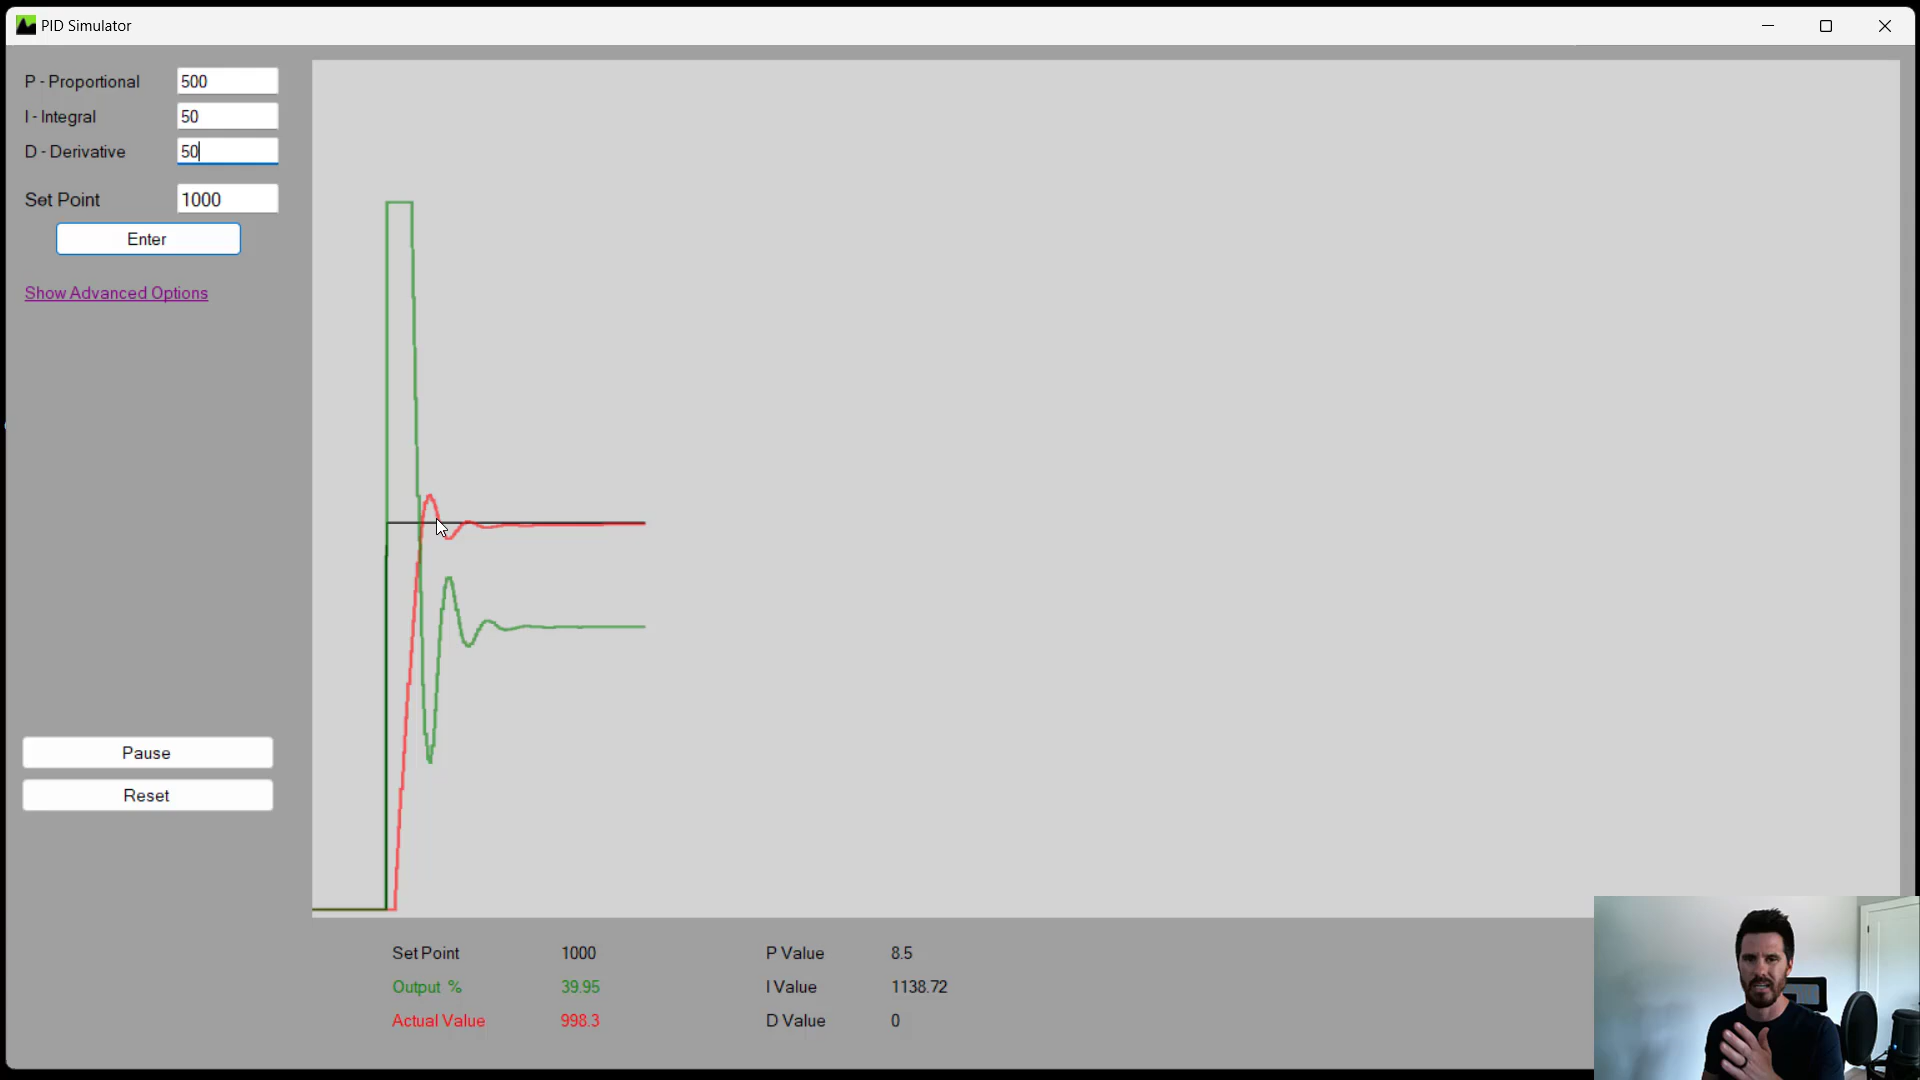 PID Simulator
P - Proportional 500
I - Integral 50
D - Derivative 50
Set Point 1000
Enter
Show Advanced Options
Pause
Reset
Set Point 1000 P Value 8.5
Output % 39.95 I Value 1138.72
Actual Value 998.3 D Value 0